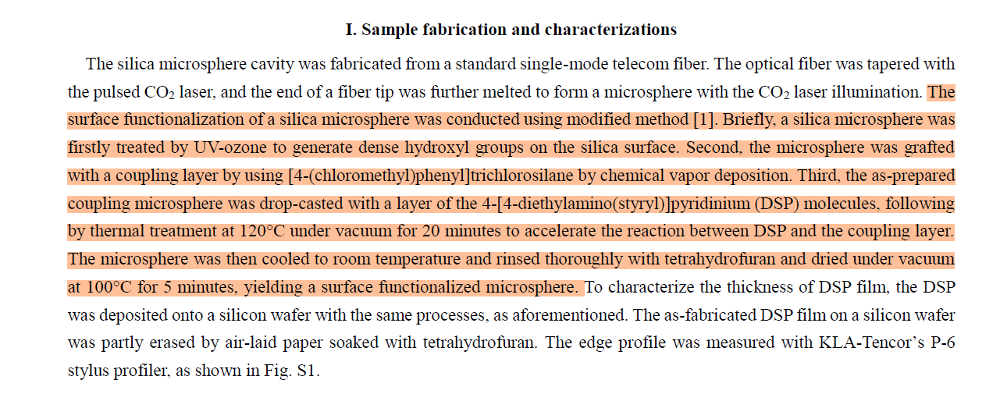 I. Sample fabrication and characterizations
The silica microsphere cavity was fabricated from a standard single-mode telecom fiber. The optical fiber was tapered with
the pulsed CO₂ laser, and the end of a fiber tip was further melted to form a microsphere with the CO₂ laser illumination. The
surface functionalization of a silica microsphere was conducted using modified method [1]. Briefly, a silica microsphere was
firstly treated by UV-ozone to generate dense hydroxyl groups on the silica surface. Second, the microsphere was grafted
with a coupling layer by using [4-(chloromethyl)phenyl]trichlorosilane by chemical vapor deposition. Third, the as-prepared
coupling microsphere was drop-casted with a layer of the 4-[4-diethylamino(styryl)]pyridinium (DSP) molecules, following
by thermal treatment at 120°C under vacuum for 20 minutes to accelerate the reaction between DSP and the coupling layer.
The microsphere was then cooled to room temperature and rinsed thoroughly with tetrahydrofuran and dried under vacuum
at 100°C for 5 minutes, yielding a surface functionalized microsphere. To characterize the thickness of DSP film, the DSP
was deposited onto a silicon wafer with the same processes, as aforementioned. The as-fabricated DSP film on a silicon wafer
was partly erased by air-laid paper soaked with tetrahydrofuran. The edge profile was measured with KLA-Tencor’s P-6
stylus profiler, as shown in Fig. S1.